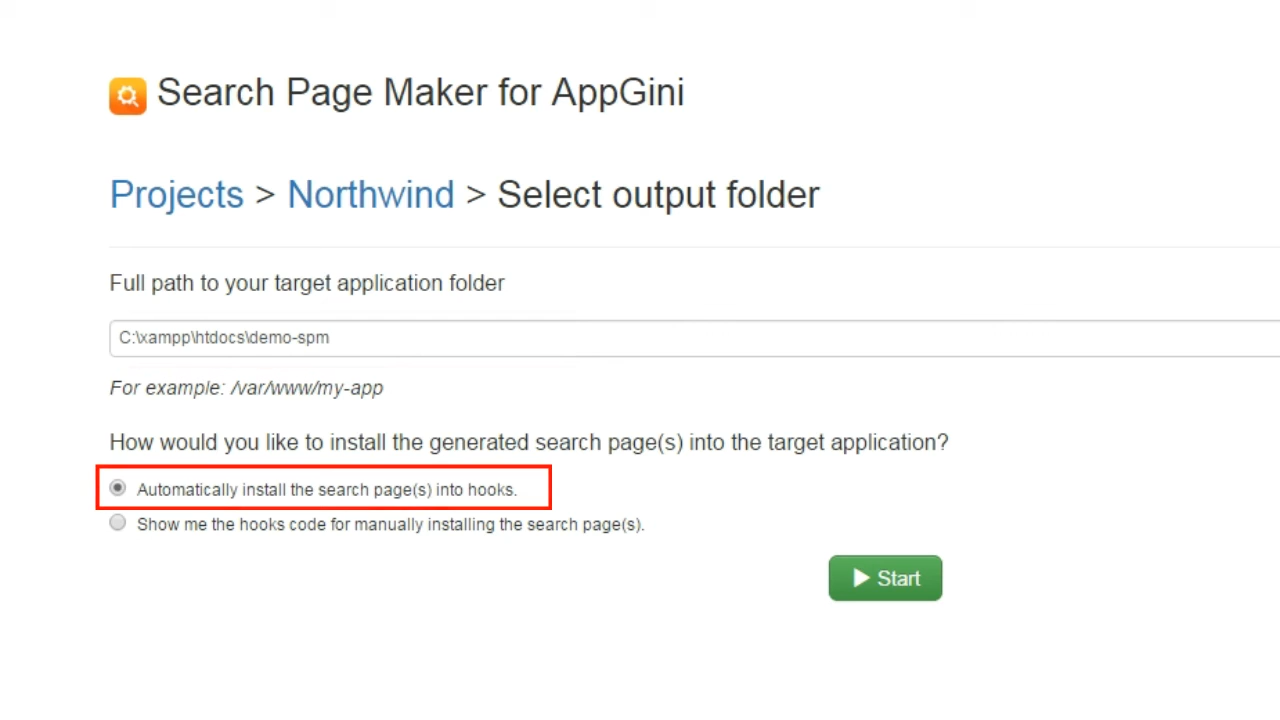 Search Page Maker for AppGini
Projects > Northwind > Select output folder
Full path to your target application folder
C:\xampp\htdocs\demo-spm
For example: /var/www/my-app
How would you like to install the generated search page(s) into the target application?
Automatically install the search page(s) into hooks.
Show me the hooks code for manually installing the search page(s).
Start